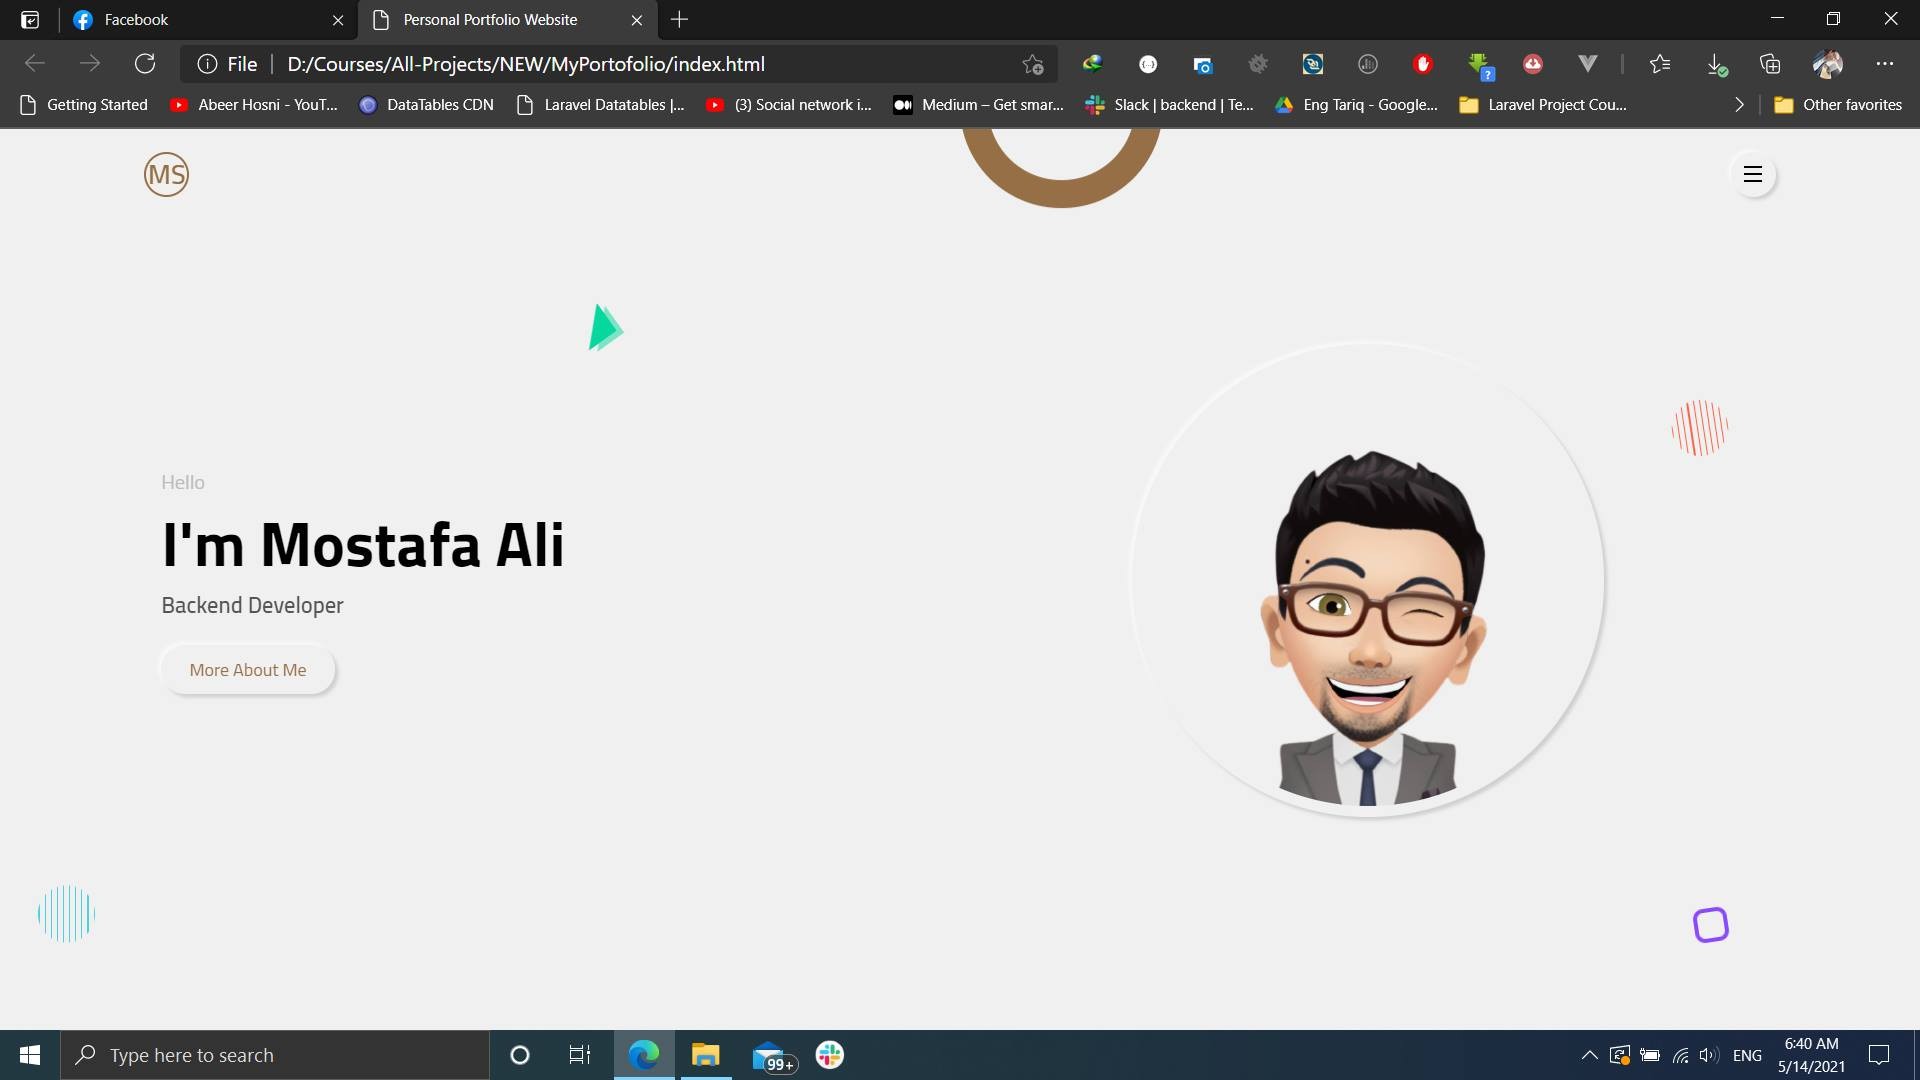 Facebook
Personal Portfolio Website
File
D:/Courses/All-Projects/NEW/MyPortofolio/index.html
Getting Started
Abeer Hosni - YouT...
DataTables CDN
Laravel Datatables |...
(3) Social network i...
Medium – Get smar...
Slack | backend | Te...
Eng Tariq - Google...
Laravel Project Cou...
Other favorites
MS
Hello
I'm Mostafa Ali
Backend Developer
More About Me
Type here to search
99+
ENG
6:40 AM
5/14/2021